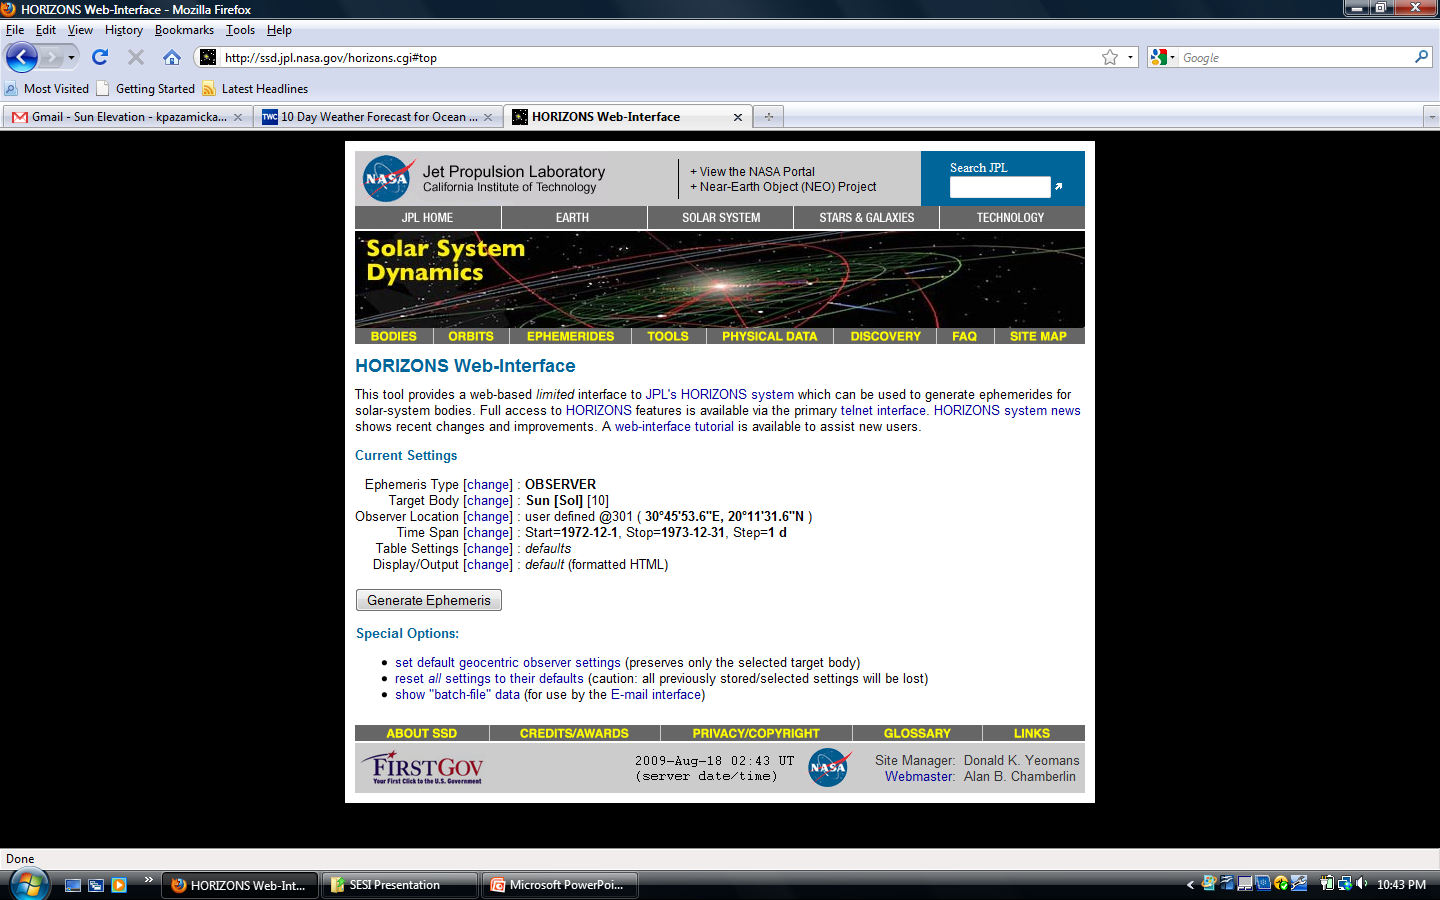 HORIZONS Web-Interface - Mozilla Firefox
File Edit View History Bookmarks Tools Help
http://ssd.jpl.nasa.gov/horizons.cgi#top
Google
Most Visited Getting Started Latest Headlines
Gmail - Sun Elevation - kpazamicka... TWC 10 Day Weather Forecast for Ocean ... HORIZONS Web-Interface
NASA Jet Propulsion Laboratory
California Institute of Technology
+ View the NASA Portal
+ Near-Earth Object (NEO) Project
Search JPL
JPL HOME EARTH SOLAR SYSTEM STARS & GALAXIES TECHNOLOGY
Solar System
Dynamics
BODIES ORBITS EPHEMERIDES TOOLS PHYSICAL DATA DISCOVERY FAQ SITE MAP
HORIZONS Web-Interface
This tool provides a web-based limited interface to JPL's HORIZONS system which can be used to generate ephemerides for
solar-system bodies. Full access to HORIZONS features is available via the primary telnet interface. HORIZONS system news
shows recent changes and improvements. A web-interface tutorial is available to assist new users.
Current Settings
Ephemeris Type [change] : OBSERVER
Target Body [change] : Sun [Sol] [10]
Observer Location [change] : user defined @301 ( 30°45'53.6''E, 20°11'31.6''N )
Time Span [change] : Start=1972-12-1, Stop=1973-12-31, Step=1 d
Table Settings [change] : defaults
Display/Output [change] : default (formatted HTML)
Generate Ephemeris
Special Options:
• set default geocentric observer settings (preserves only the selected target body)
• reset all settings to their defaults (caution: all previously stored/selected settings will be lost)
• show "batch-file" data (for use by the E-mail interface)
ABOUT SSD CREDITS/AWARDS PRIVACY/COPYRIGHT GLOSSARY LINKS
FIRSTGOV
Your First Click to the U.S. Government
2009-Aug-18 02:43 UT
(server date/time)
NASA
Site Manager: Donald K. Yeomans
Webmaster: Alan B. Chamberlin
Done
HORIZONS Web-Int... SESI Presentation Microsoft PowerPoi... 10:43 PM